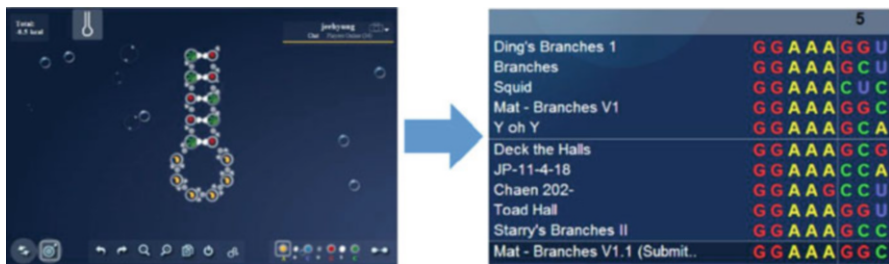 Total:
-4.5 kcal
jeehyung
Chat
5
Ding's Branches 1 GGAAAGGU
Branches GGAAAGCU
Squid GGAAACUC
Mat - Branches V1 GGAAAGGC
Y oh Y GGAAAGCA
Deck the Halls GGAAAGCG
JP-11-4-18 GGAAACCA
Chaen 202- GGAAGCCU
Toad Hall GGAAAGGU
Starry's Branches II GGAAAGCC
Mat - Branches V1.1 (Submit.. GGAAAGGC